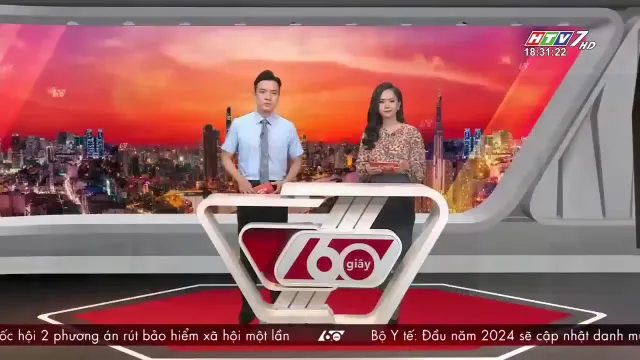 HTV7 HD
18:31:22
60 giây
ốc hội 2 phương án rút bảo hiểm xã hội một lần 60 Bộ Y tế: Đầu năm 2024 sẽ cập nhật danh m